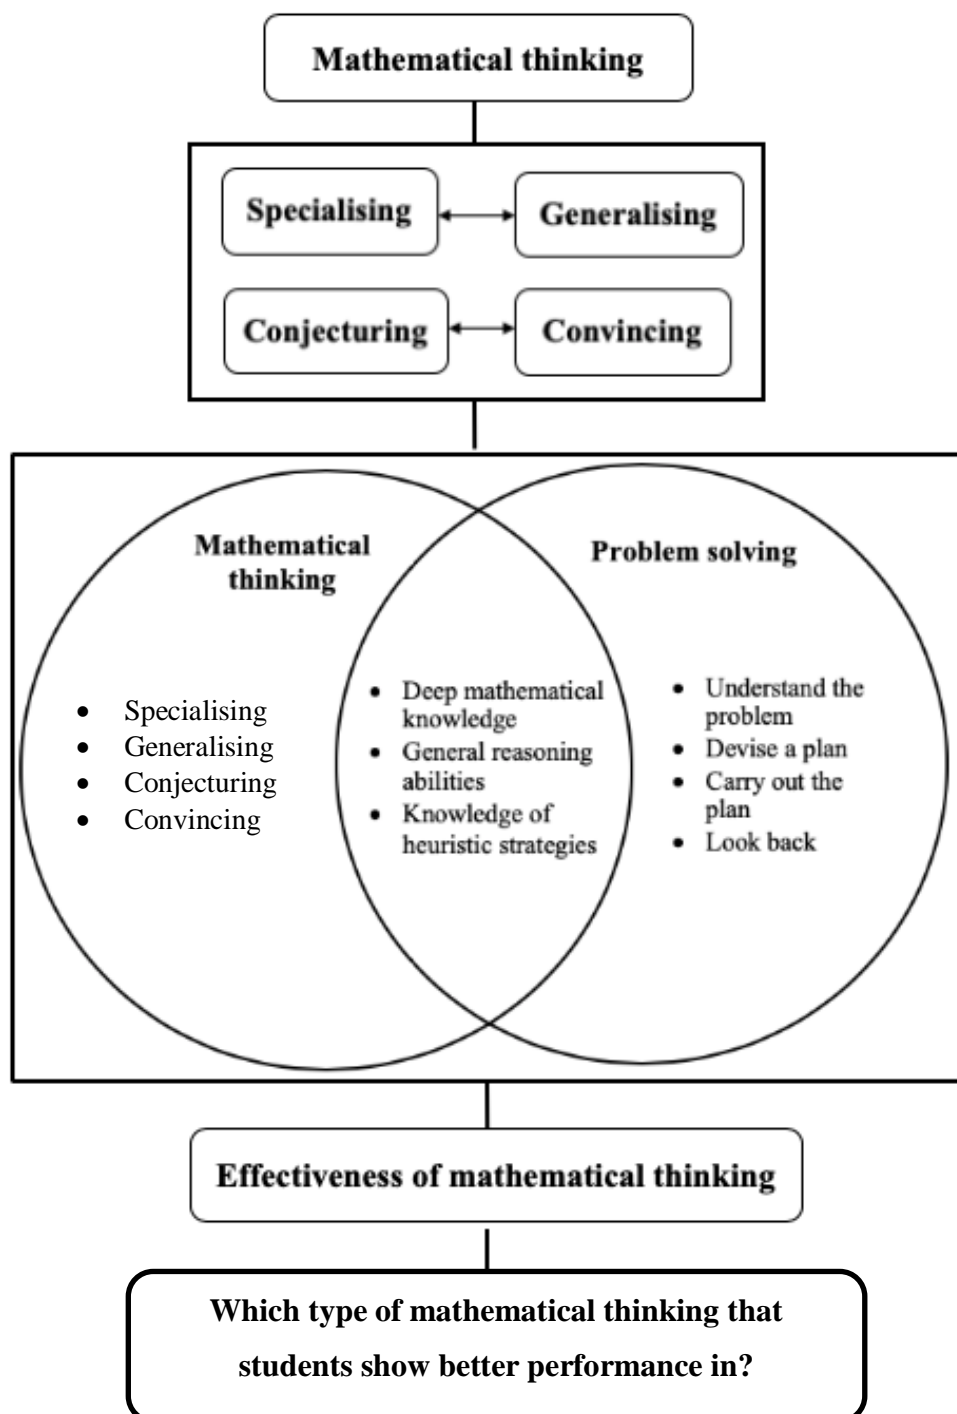 Mathematical thinking
Specialising
Generalising
Conjecturing
Convincing
Mathematical
thinking
• Specialising
• Generalising
• Conjecturing
• Convincing
• Deep mathematical
knowledge
• General reasoning
abilities
• Knowledge of
heuristic strategies
Problem solving
• Understand the
problem
• Devise a plan
• Carry out the
plan
• Look back
Effectiveness of mathematical thinking
Which type of mathematical thinking that
students show better performance in?